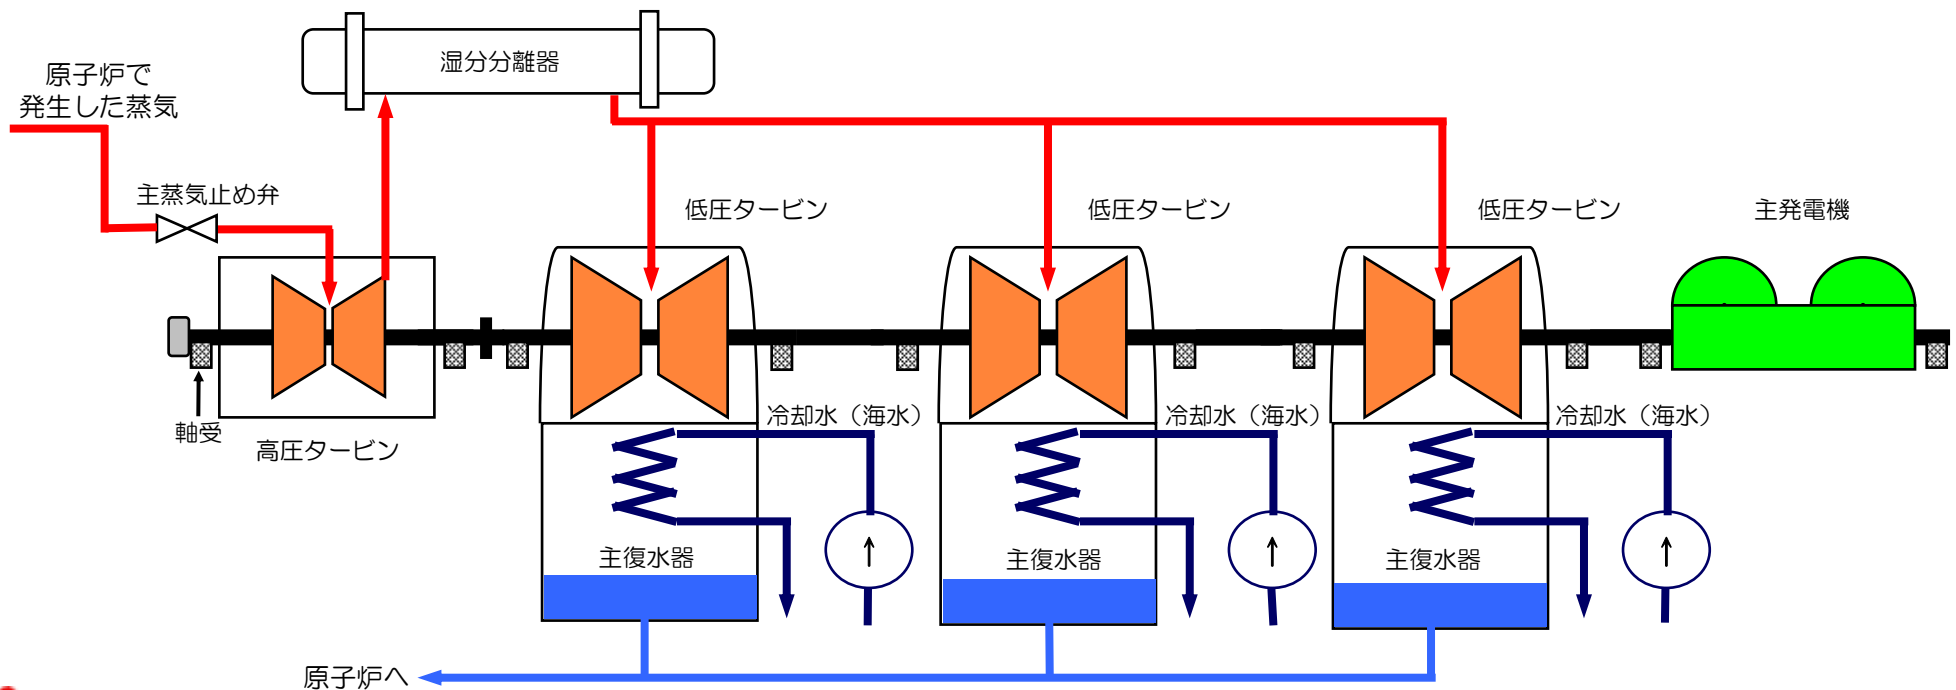 湿分分離器
原子炉で
発生した蒸気
主蒸気止め弁
低圧タービン
低圧タービン
低圧タービン
主発電機
軸受
高圧タービン
冷却水（海水）
冷却水（海水）
冷却水（海水）
主復水器
主復水器
主復水器
原子炉へ